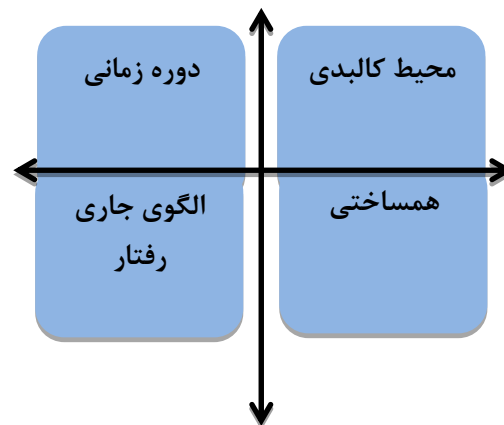 محیط کالبدی
دوره زمانی
همساختی
الگوی جاری
رفتار